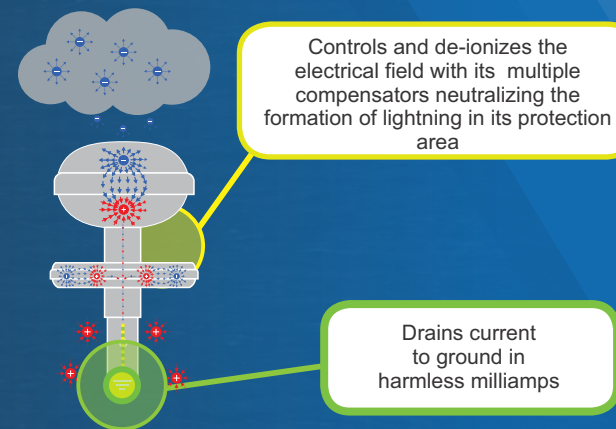 Controls and de-ionizes the
electrical field with its multiple
compensators neutralizing the
formation of lightning in its protection
area
Drains current
to ground in
harmless milliamps